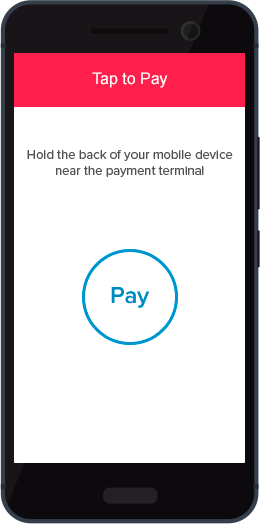 Tap to Pay
Hold the back of your mobile device
near the payment terminal
Pay